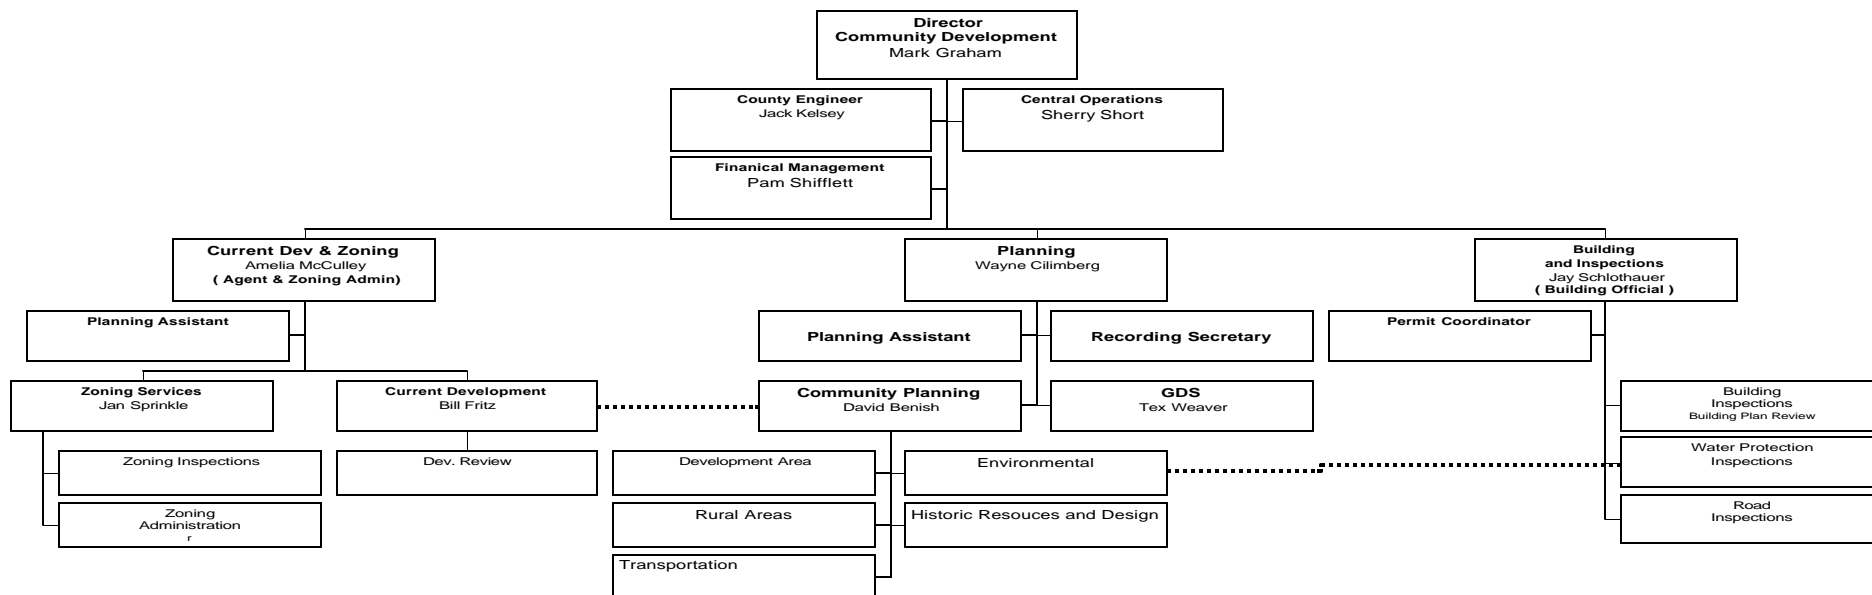 Director
Community Development
Mark Graham
County Engineer
Jack Kelsey
Central Operations
Sherry Short
Finanical Management
Pam Shifflett
Current Dev & Zoning
Amelia McCulley
( Agent & Zoning Admin)
Planning
Wayne Cilimberg
Building
and Inspections
Jay Schlothauer
( Building Official )
Planning Assistant
Planning Assistant
Recording Secretary
Permit Coordinator
Zoning Services
Jan Sprinkle
Current Development
Bill Fritz
Community Planning
David Benish
GDS
Tex Weaver
Building
Inspections
Building Plan Review
Zoning Inspections
Dev. Review
Development Area
Environmental
Water Protection
Inspections
Zoning
Administration
r
Rural Areas
Historic Resouces and Design
Road
Inspections
Transportation